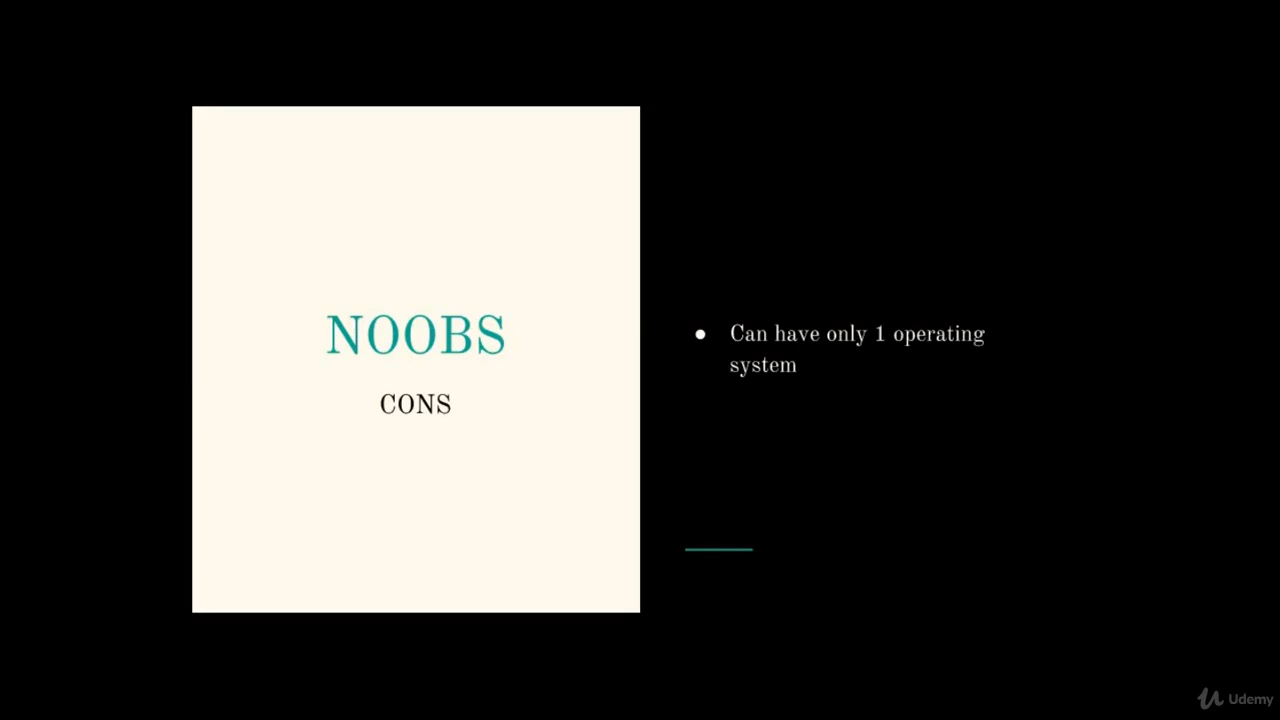 NOOBS
CONS
● Can have only 1 operating
system
Udemy